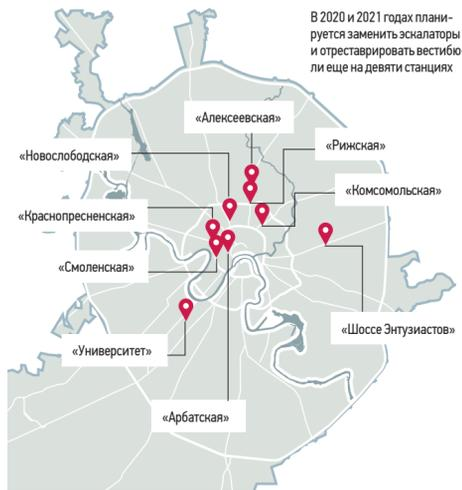 В 2020 и 2021 годах плани-
руется заменить эскалаторы
и отреставрировать вестибю
ли еще на девяти станциях
«Алексеевская»
«Рижская»
«Новослободская»
«Комсомольская»
«Краснопресненская»
«Смоленская»
«Шоссе Энтузиастов»
«Университет»
«Арбатская»